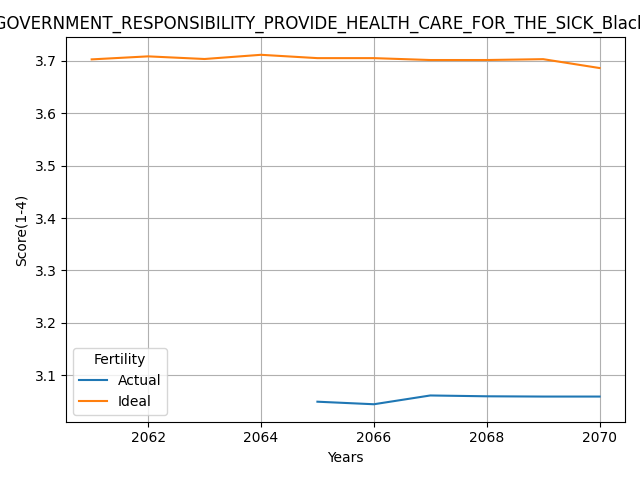 GOVERNMENT_RESPONSIBILITY_PROVIDE_HEALTH_CARE_FOR_THE_SICK_Black
3.7
3.6
3.5
3.4
3.3
3.2
3.1
Score(1-4)
Fertility
Actual
Ideal
2062 2064 2066 2068 2070
Years